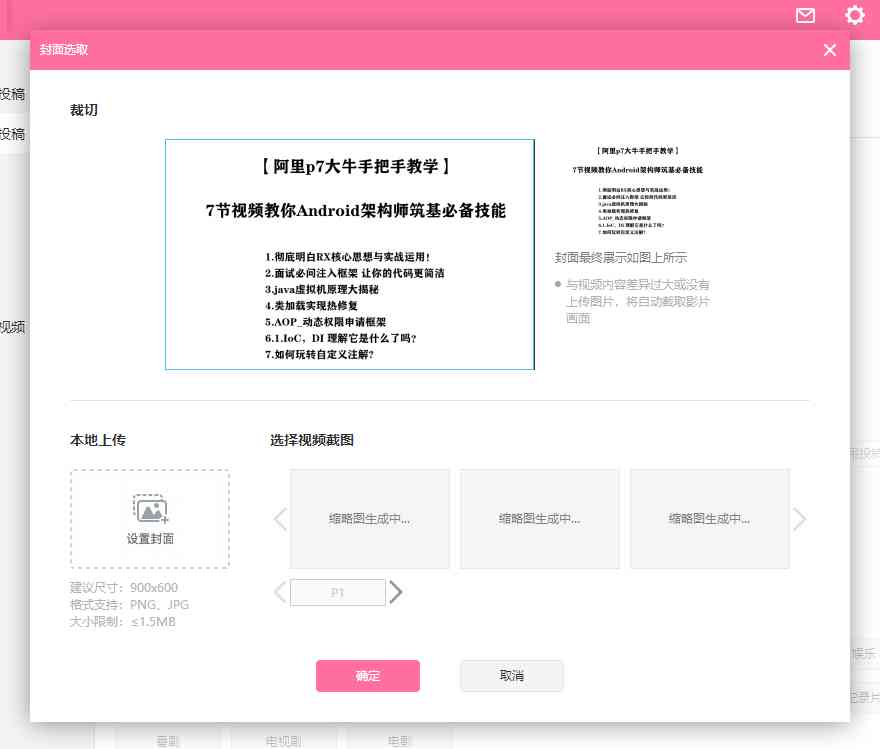 封面选取
投稿
投稿
视频
裁切
【 阿里p7大牛手把手教学 】
7节视频教你Android架构师筑基必备技能
1.彻底明白RX核心思想与实战运用!
2.面试必问注入框架 让你的代码更简洁
3.java虚拟机原理大揭秘
4.类加载实现热修复
5.AOP_动态权限申请框架
6.1.IoC，DI 理解它是什么了吗?
7.如何玩转自定义注解?
【 阿里p7大牛手把手教学 】
7节视频教你Android架构师筑基必备技能
1.彻底明白RX核心思想与实战运用!
2.面试必问注入框架 让你的代码更简洁
3.java虚拟机原理大揭秘
4.类加载实现热修复
5.AOP_动态权限申请框架
6.1.IoC，DI 理解它是什么了吗?
7.如何玩转自定义注解?
封面最终展示如图上所示
与视频内容差异过大或没有
上传图片，将自动截取影片
画面
本地上传
选择视频截图
设置封面
缩略图生成中...
缩略图生成中...
缩略图生成中...
P1
建议尺寸：900x600
格式支持：PNG、JPG
大小限制：≤1.5MB
确定
取消
娱乐
番剧
电视剧
电影